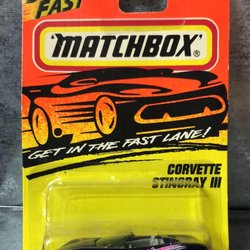 FAST
MATCHBOX®
GET IN THE FAST LANE!
CORVETTE
STINGRAY III